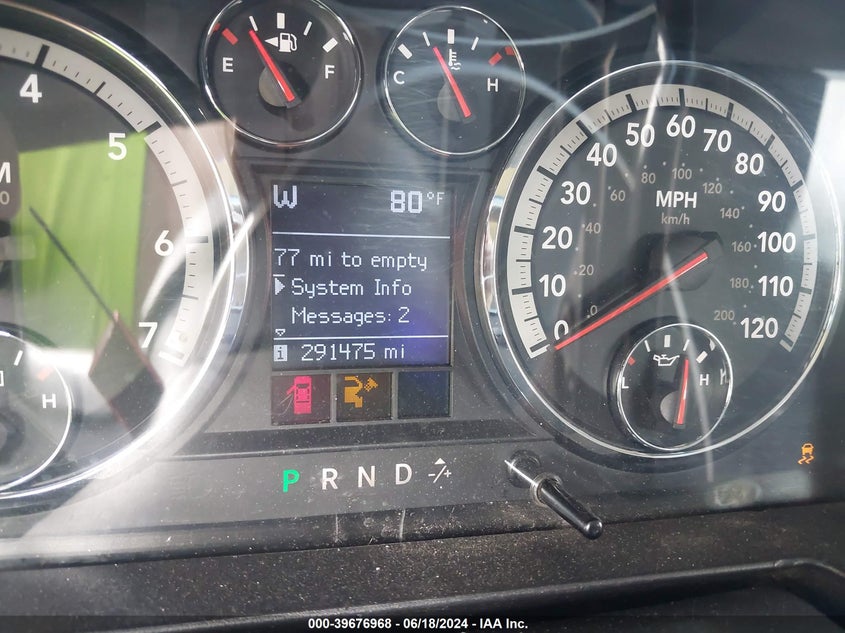 4
5
6
7
M
0
H
E F
C H
W 80°F
77 mi to empty
System Info
Messages: 2
i 291475 mi
P R N D -/+
0 10 20 30 40 50 60 70 80 90 100 110 120
MPH
km/h
0 20 40 60 80 100 120 140 160 180 200
L H
000-39676968 - 06/18/2024 - IAA Inc.